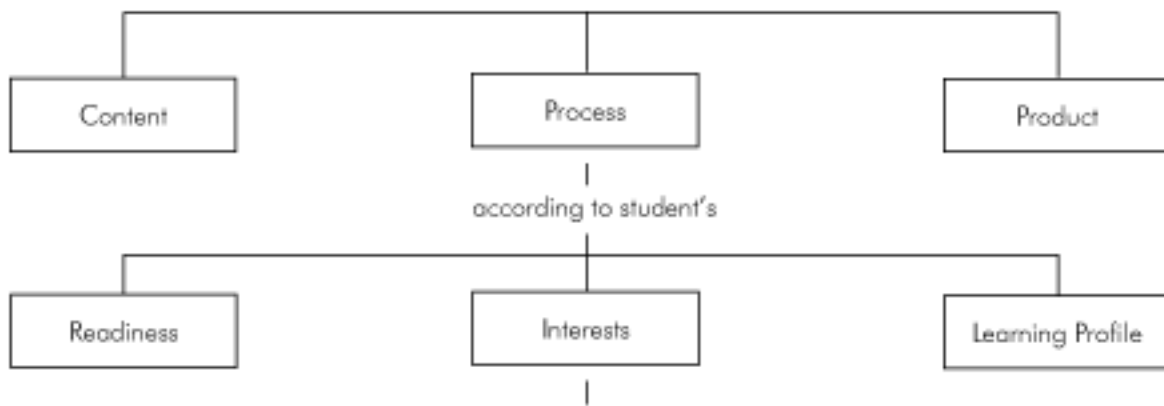 Content
Process
Product
according to student's
Readiness
Interests
Learning Profile